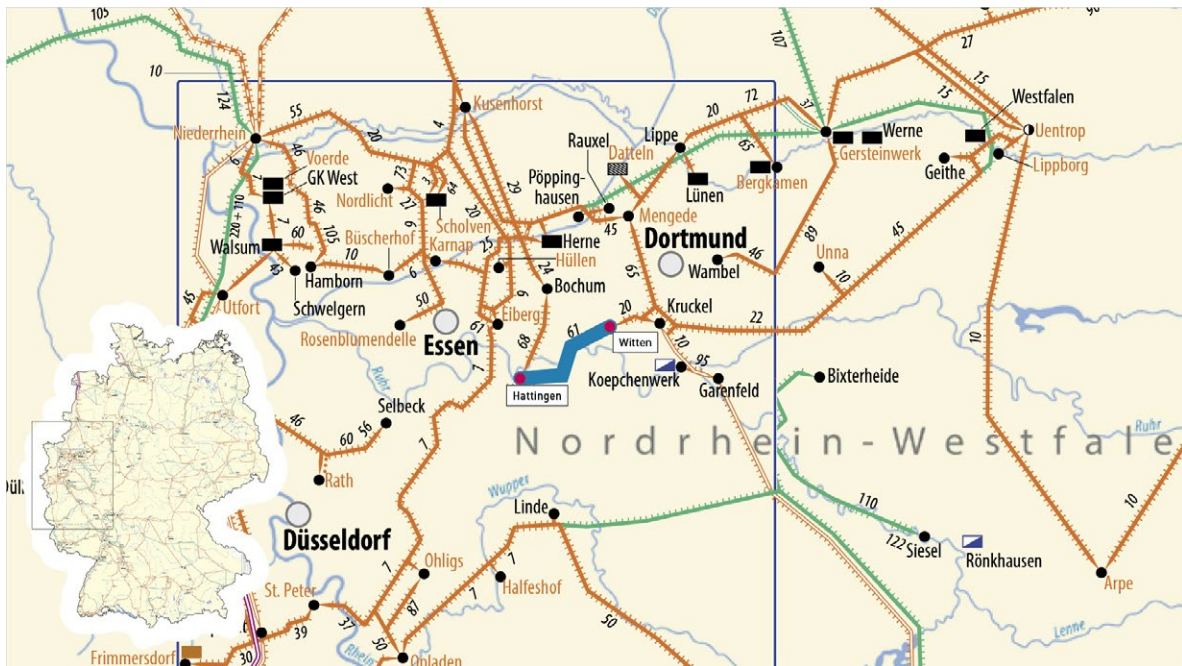 105
107
27
10
124
15
15
55
37
72
20
15
Westfalen
Kusenhorst
Niederrhein
20
4
Lippe
Werne
Uentrop
46
Voerde
Rauxel
Datteln
65
Gersteinwerk
6
7
GK West
73
3
64
29
Geithe
Lippborg
Nordlicht
27
Pöpping-
hausen
Lünen
Bergkamen
46
Scholven
20
45
Mengede
220 + 110
7
105
6
Walsum
60
Büscherhof
Karnap
25
Herne
Dortmund
89
45
Unna
45
10
6
Hüllen
24
65
Wambel
46
10
Hamborn
Schwelgern
Bochum
45
Utfort
50
6
Kruckel
Rosenblumendelle
61
Eiberg
20
22
Essen
68
61
Witten
10
10
7
95
Koepchenwerk
Bixterheide
Hattingen
Garenfeld
Ruhr
Selbeck
46
60
56
7
Nordrhein-Westfale
Ruhr
Rath
Wupper
Linde
110
10
Düsseldorf
122
Siesel
Rönkhausen
7
Ohligs
7
Halfeshof
Arpe
St. Peter
87
39
37
50
50
Lenne
30
Rhein
Frimmersdorf
Opladen